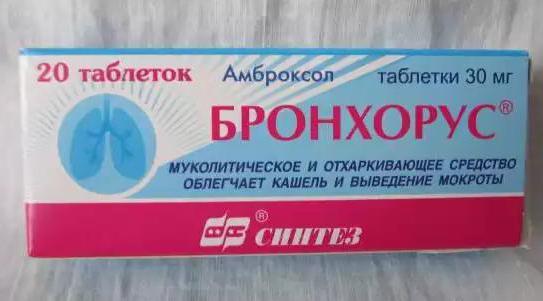 20 таблеток
Амброксол
таблетки 30 мг
БРОНХОРУС®
МУКОЛИТИЧЕСКОЕ И ОТХАРКИВАЮЩЕЕ СРЕДСТВО
ОБЛЕГЧАЕТ КАШЕЛЬ И ВЫВЕДЕНИЕ МОКРОТЫ
® СИНТЕЗ